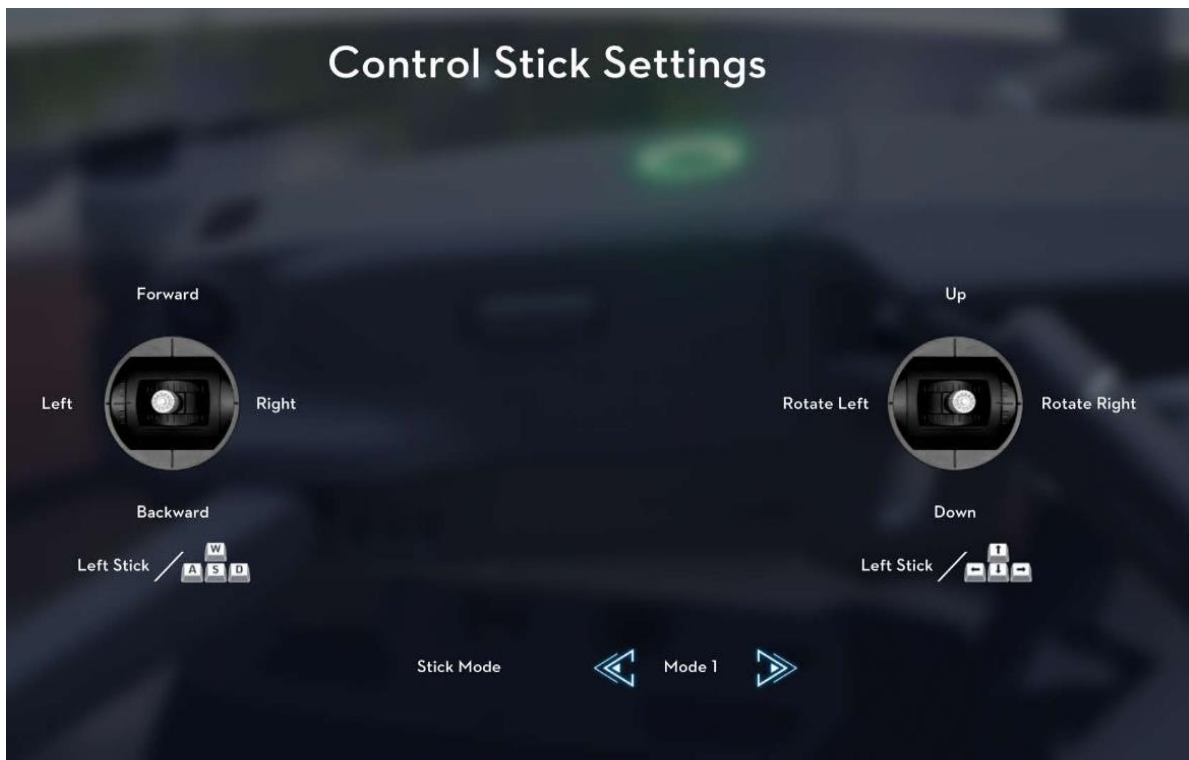 Control Stick Settings
Forward
Up
Left
Right
Rotate Left
Rotate Right
Backward
Down
Left Stick
W
A S D
Left Stick
↑
← ↓ →
Stick Mode
Mode 1